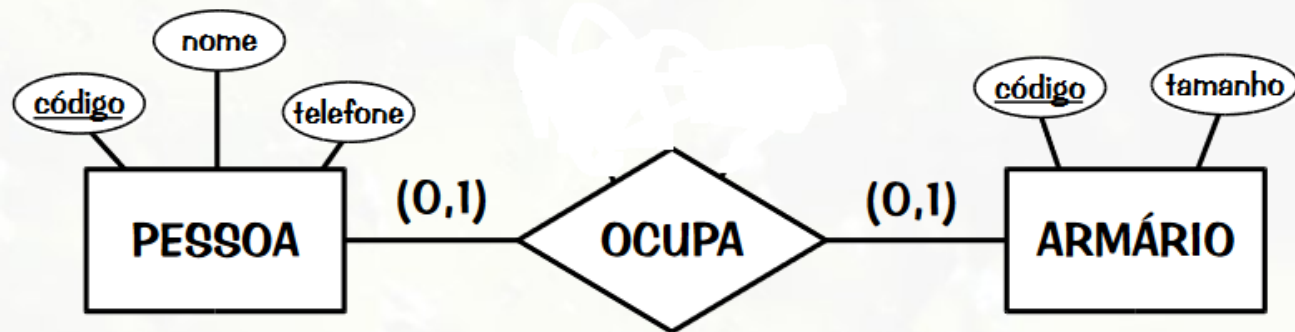 nome
código
telefone
código
tamanho
(0,1)
(0,1)
PESSOA
OCUPA
ARMÁRIO